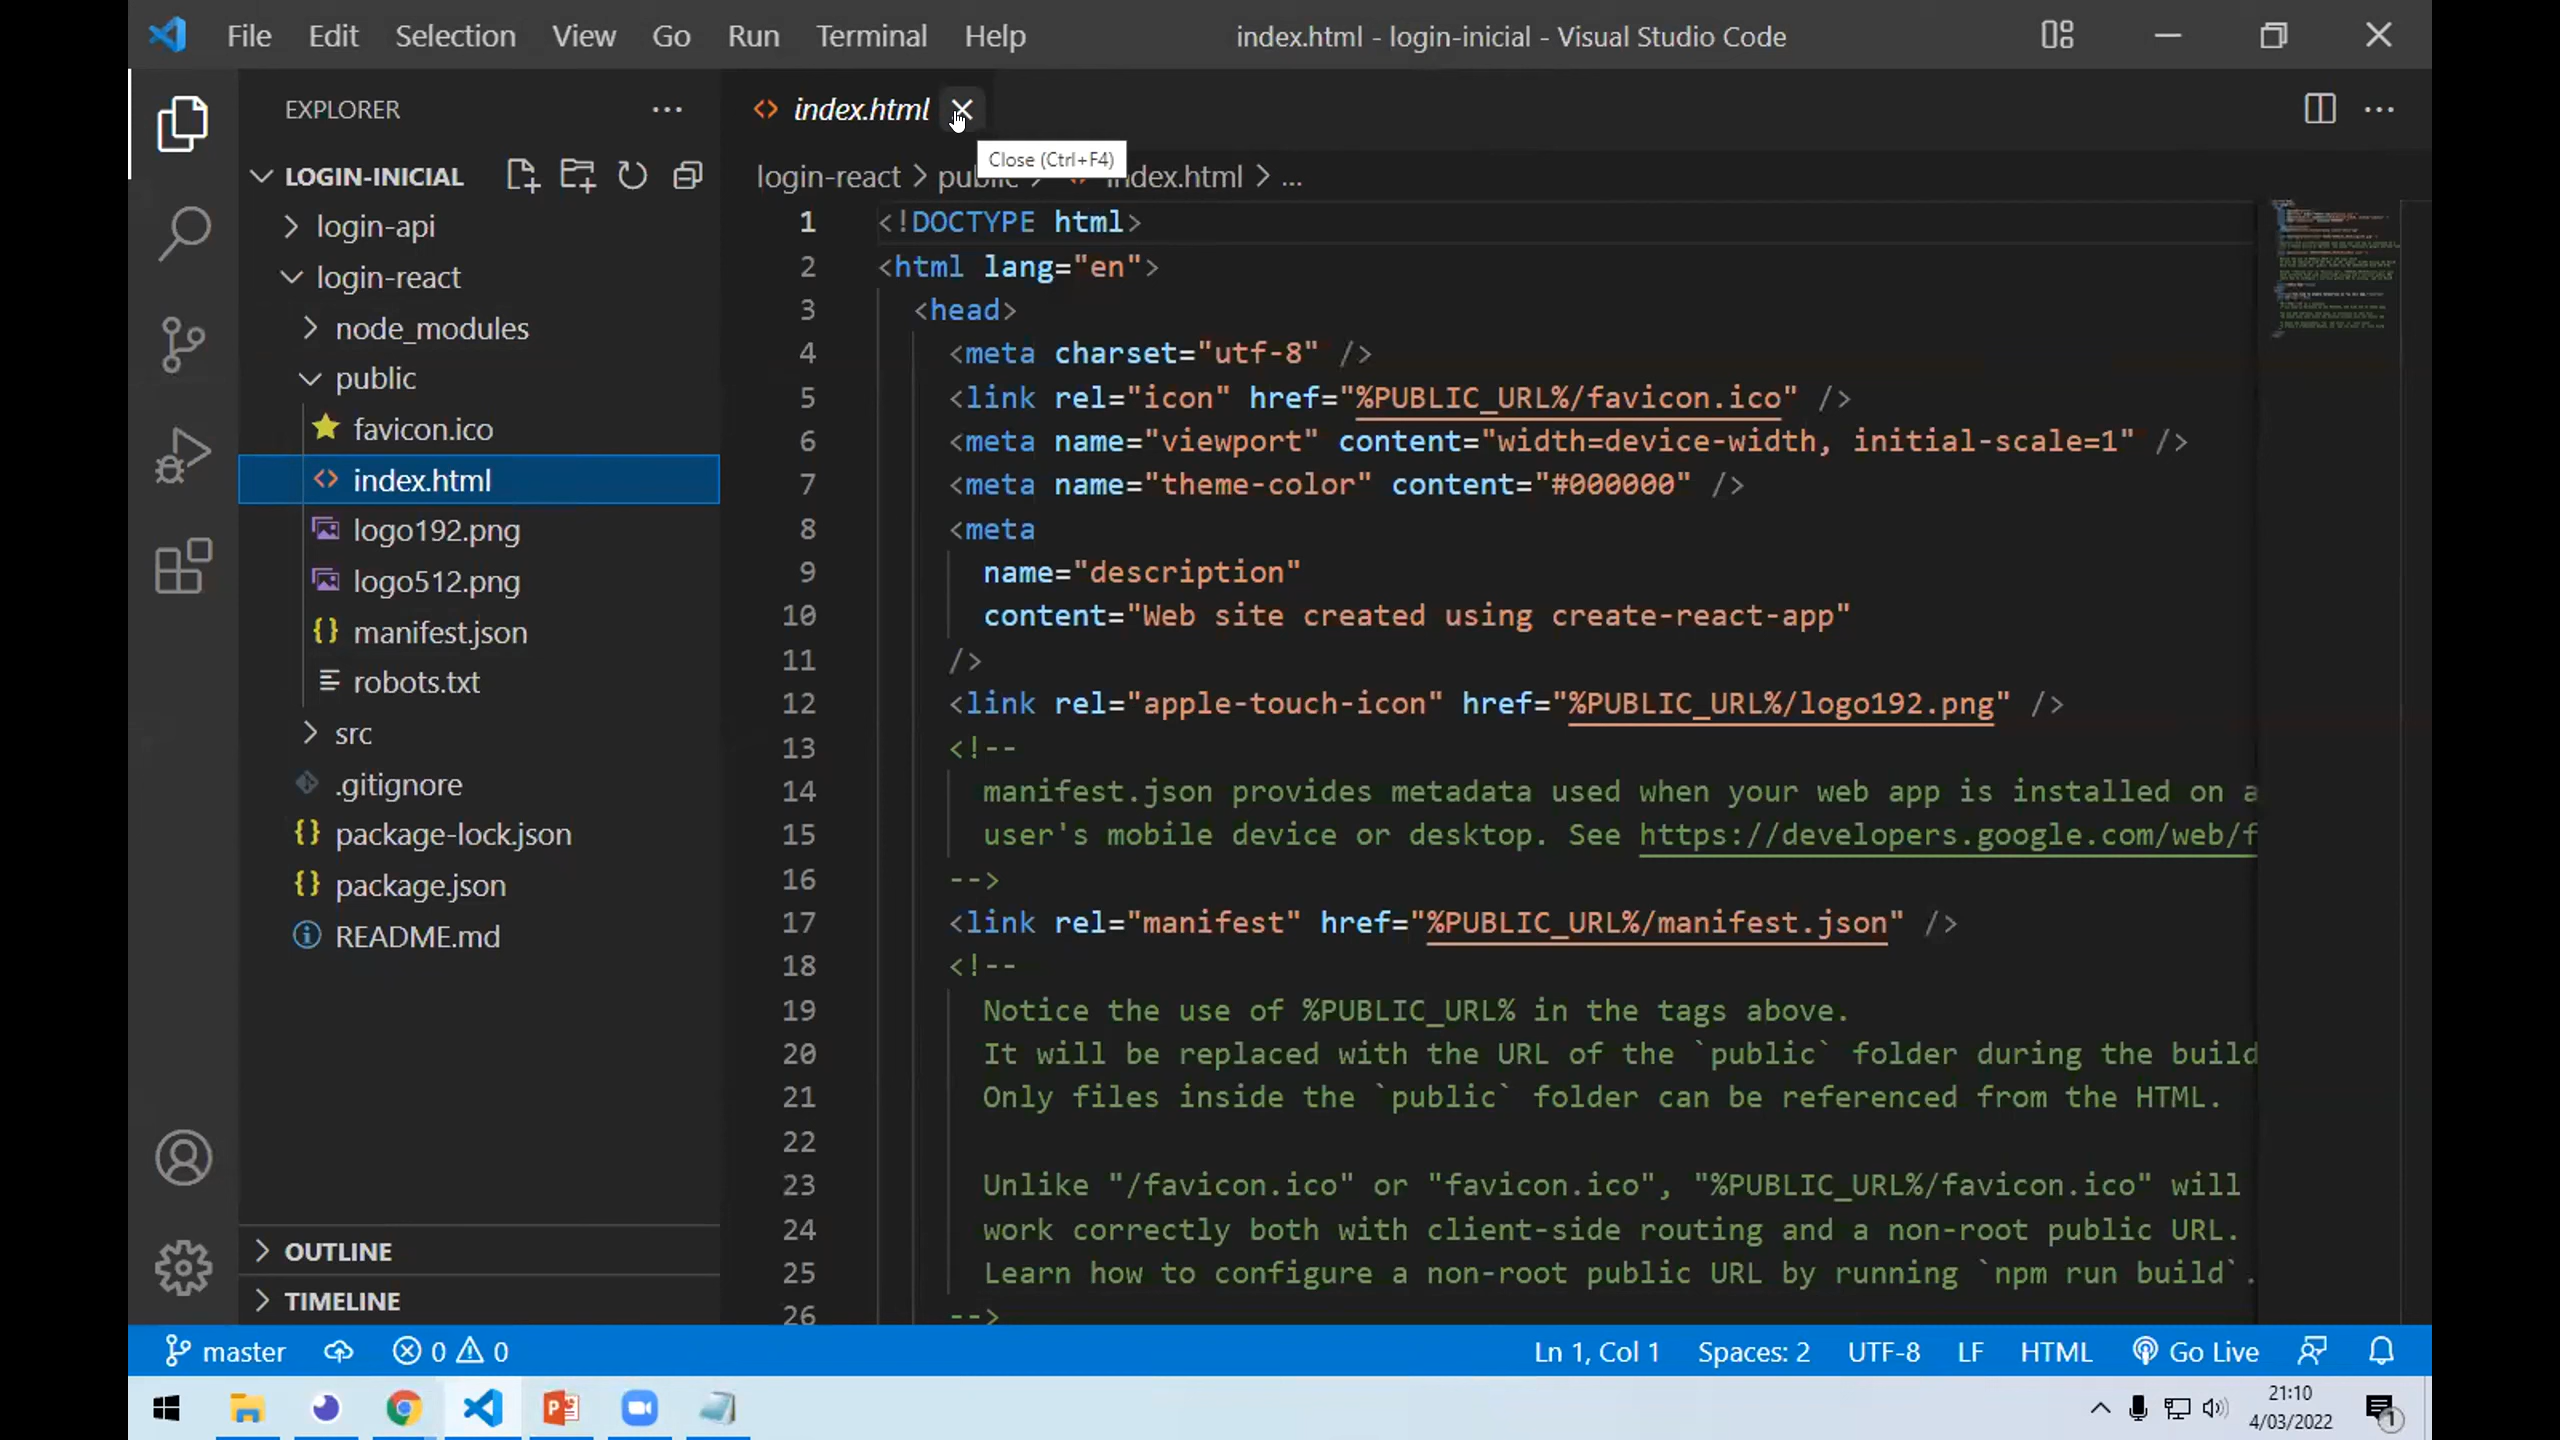 File Edit Selection View Go Run Terminal Help index.html - login-inicial - Visual Studio Code
EXPLORER
LOGIN-INICIAL
login-api
login-react
node_modules
public
favicon.ico
index.html
logo192.png
logo512.png
manifest.json
robots.txt
src
.gitignore
package-lock.json
package.json
README.md
OUTLINE
TIMELINE
index.html
Close (Ctrl+F4)
login-react > public > index.html > ...
1 <!DOCTYPE html>
2 <html lang="en">
3 <head>
4 <meta charset="utf-8" />
5 <link rel="icon" href="%PUBLIC_URL%/favicon.ico" />
6 <meta name="viewport" content="width=device-width, initial-scale=1" />
7 <meta name="theme-color" content="#000000" />
8 <meta
9 name="description"
10 content="Web site created using create-react-app"
11 />
12 <link rel="apple-touch-icon" href="%PUBLIC_URL%/logo192.png" />
13 <!--
14 manifest.json provides metadata used when your web app is installed on a
15 user's mobile device or desktop. See https://developers.google.com/web/f
16 -->
17 <link rel="manifest" href="%PUBLIC_URL%/manifest.json" />
18 <!--
19 Notice the use of %PUBLIC_URL% in the tags above.
20 It will be replaced with the URL of the `public` folder during the build
21 Only files inside the `public` folder can be referenced from the HTML.
22
23 Unlike "/favicon.ico" or "favicon.ico", "%PUBLIC_URL%/favicon.ico" will
24 work correctly both with client-side routing and a non-root public URL.
25 Learn how to configure a non-root public URL by running `npm run build`.
26 -->
master 0 0 Ln 1, Col 1 Spaces: 2 UTF-8 LF HTML Go Live
21:10
4/03/2022
1